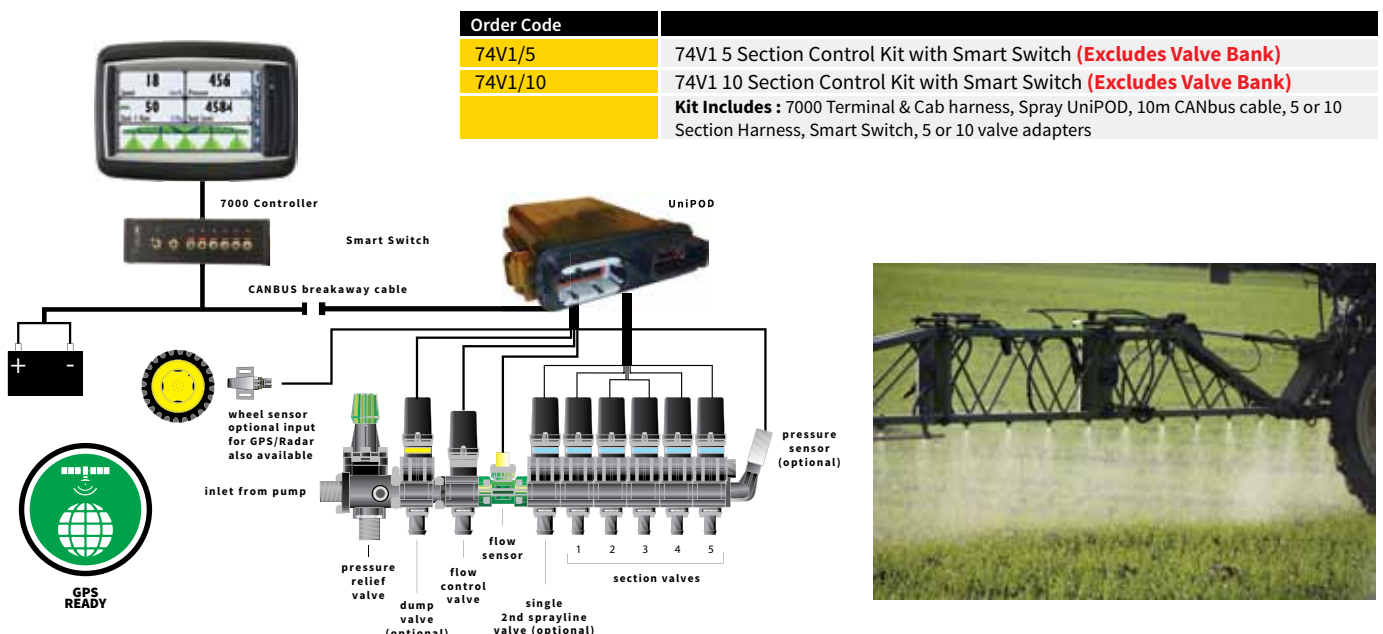 Order Code
74V1/5 74V1 5 Section Control Kit with Smart Switch (Excludes Valve Bank)
74V1/10 74V1 10 Section Control Kit with Smart Switch (Excludes Valve Bank)
Kit Includes : 7000 Terminal & Cab harness, Spray UniPOD, 10m CANbus cable, 5 or 10
Section Harness, Smart Switch, 5 or 10 valve adapters
18 456
50 4584
7000 Controller
UniPOD
Smart Switch
CANBUS breakaway cable
+ -
wheel sensor
optional input
for GPS/Radar
also available
pressure
sensor
(optional)
inlet from pump
GPS
READY
pressure
relief
valve
dump
valve
(optional)
flow
control
valve
flow
sensor
single
2nd sprayline
valve (optional)
1 2 3 4 5
section valves